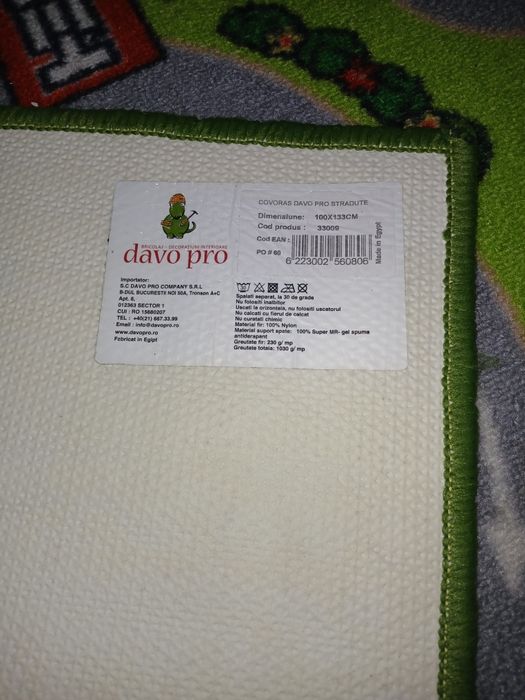 COVORAS DAVO PRO STRADUTE
Dimensiune: 100X133CM
Cod produs : 33009
Cod EAN :
PO # 60
6 223002 560806
Made in Egypt
BRICOLAJ - DECORATIUNI INTERIOARE
davo pro
Importator:
S.C DAVO PRO COMPANY S.R.L
B-DUL BUCURESTII NOI 50A, Tronson A+C
Apt. 6,
012363 SECTOR 1
CUI : RO 15680207
TEL : +40(21) 667.33.99
Email : info@davopro.ro
www.davopro.ro
Fabricat in Egipt
Spalati separat, la 30 de grade
Nu folositi inalbitor
Uscati la orizontala, nu folositi uscatorul
Nu calcati cu fierul de calcat
Nu curatati chimic
Material fir: 100% Nylon
Material suport spate: 100% Super MR- gel spuma
antiderapant
Greutate fir: 230 g/ mp
Greutate totala: 1030 g/ mp